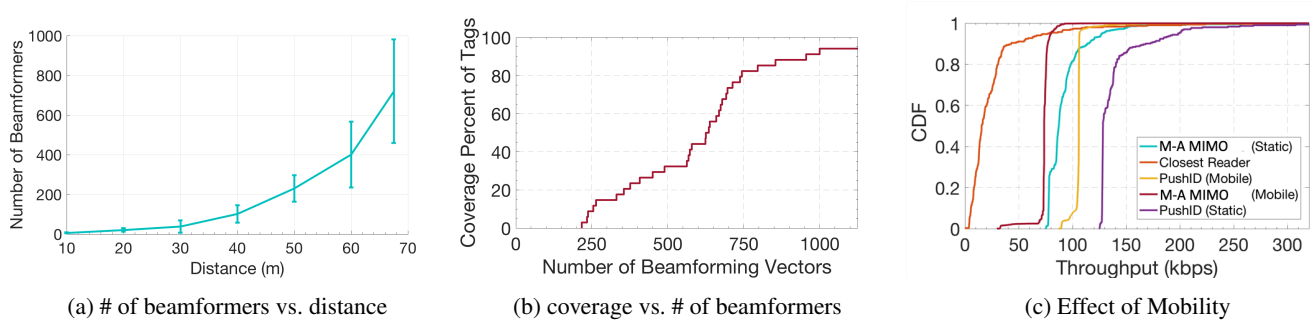 Number of Beamformers
1000
800
600
400
200
0
10 20 30 40 50 60 70
Distance (m)
(a) # of beamformers vs. distance
Coverage Percent of Tags
100
80
60
40
20
0
0 250 500 750 1000
Number of Beamforming Vectors
(b) coverage vs. # of beamformers
CDF
1
0.8
0.6
0.4
0.2
0
0 50 100 150 200 250 300
Throughput (kbps)
M-A MIMO (Static)
Closest Reader
PushID (Mobile)
M-A MIMO (Mobile)
PushID (Static)
(c) Effect of Mobility